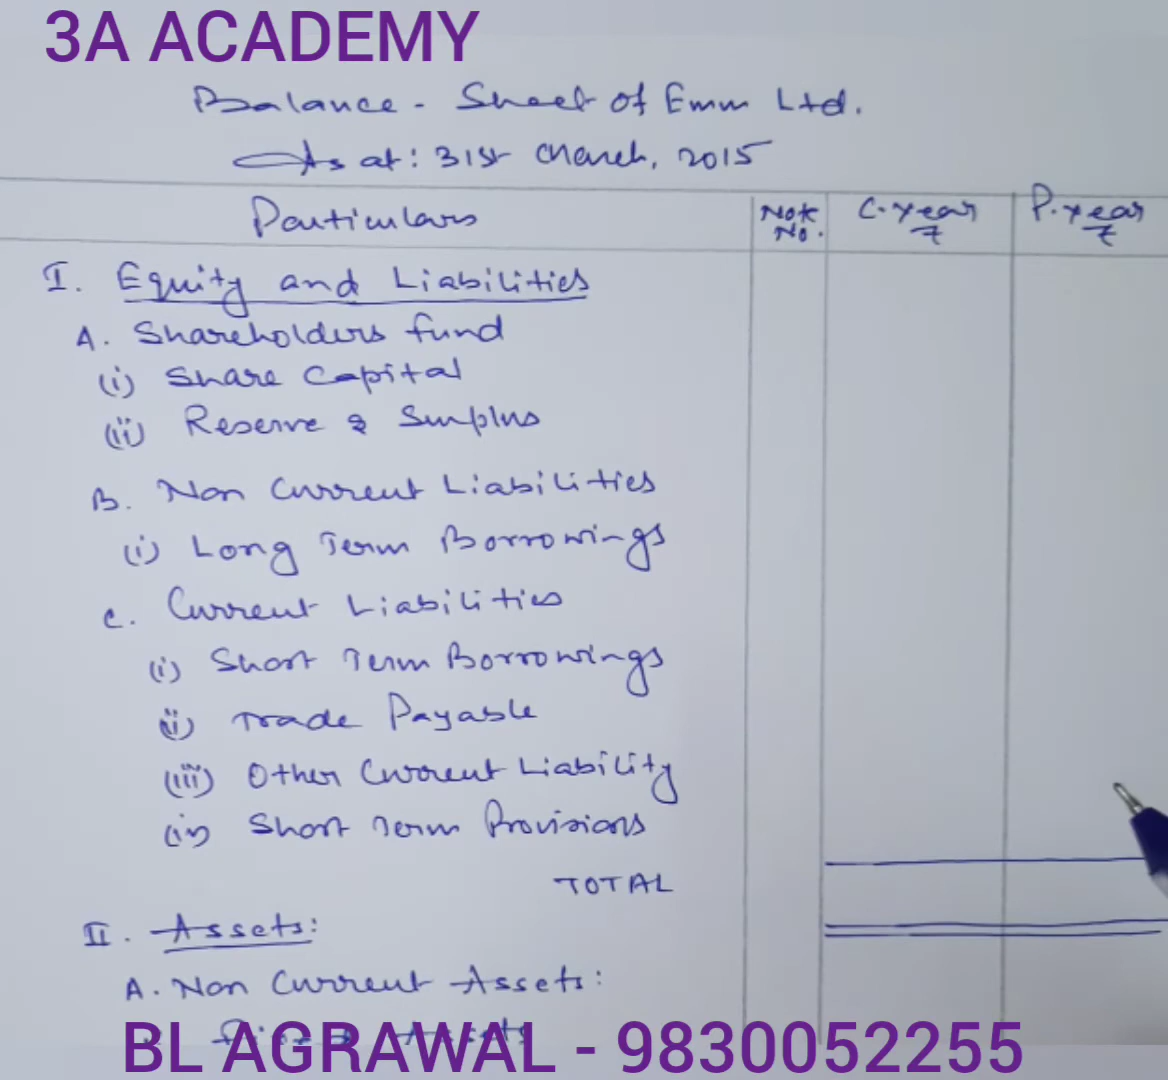 3A ACADEMY
Balance - Sheet of Emm Ltd.
As at: 31st March, 2015
Particulars Note No. C.year ₹ P.year ₹
I. Equity and Liabilities
A. Shareholders fund
(i) Share Capital
(ii) Reserve & Surplus
B. Non Current Liabilities
(i) Long Term Borrowings
C. Current Liabilities
(i) Short Term Borrowings
(ii) Trade Payable
(iii) Other Current Liability
(iv) Short Term Provisions
TOTAL
II. Assets:
A. Non Current Assets:
Assets
BL AGRAWAL - 9830052255